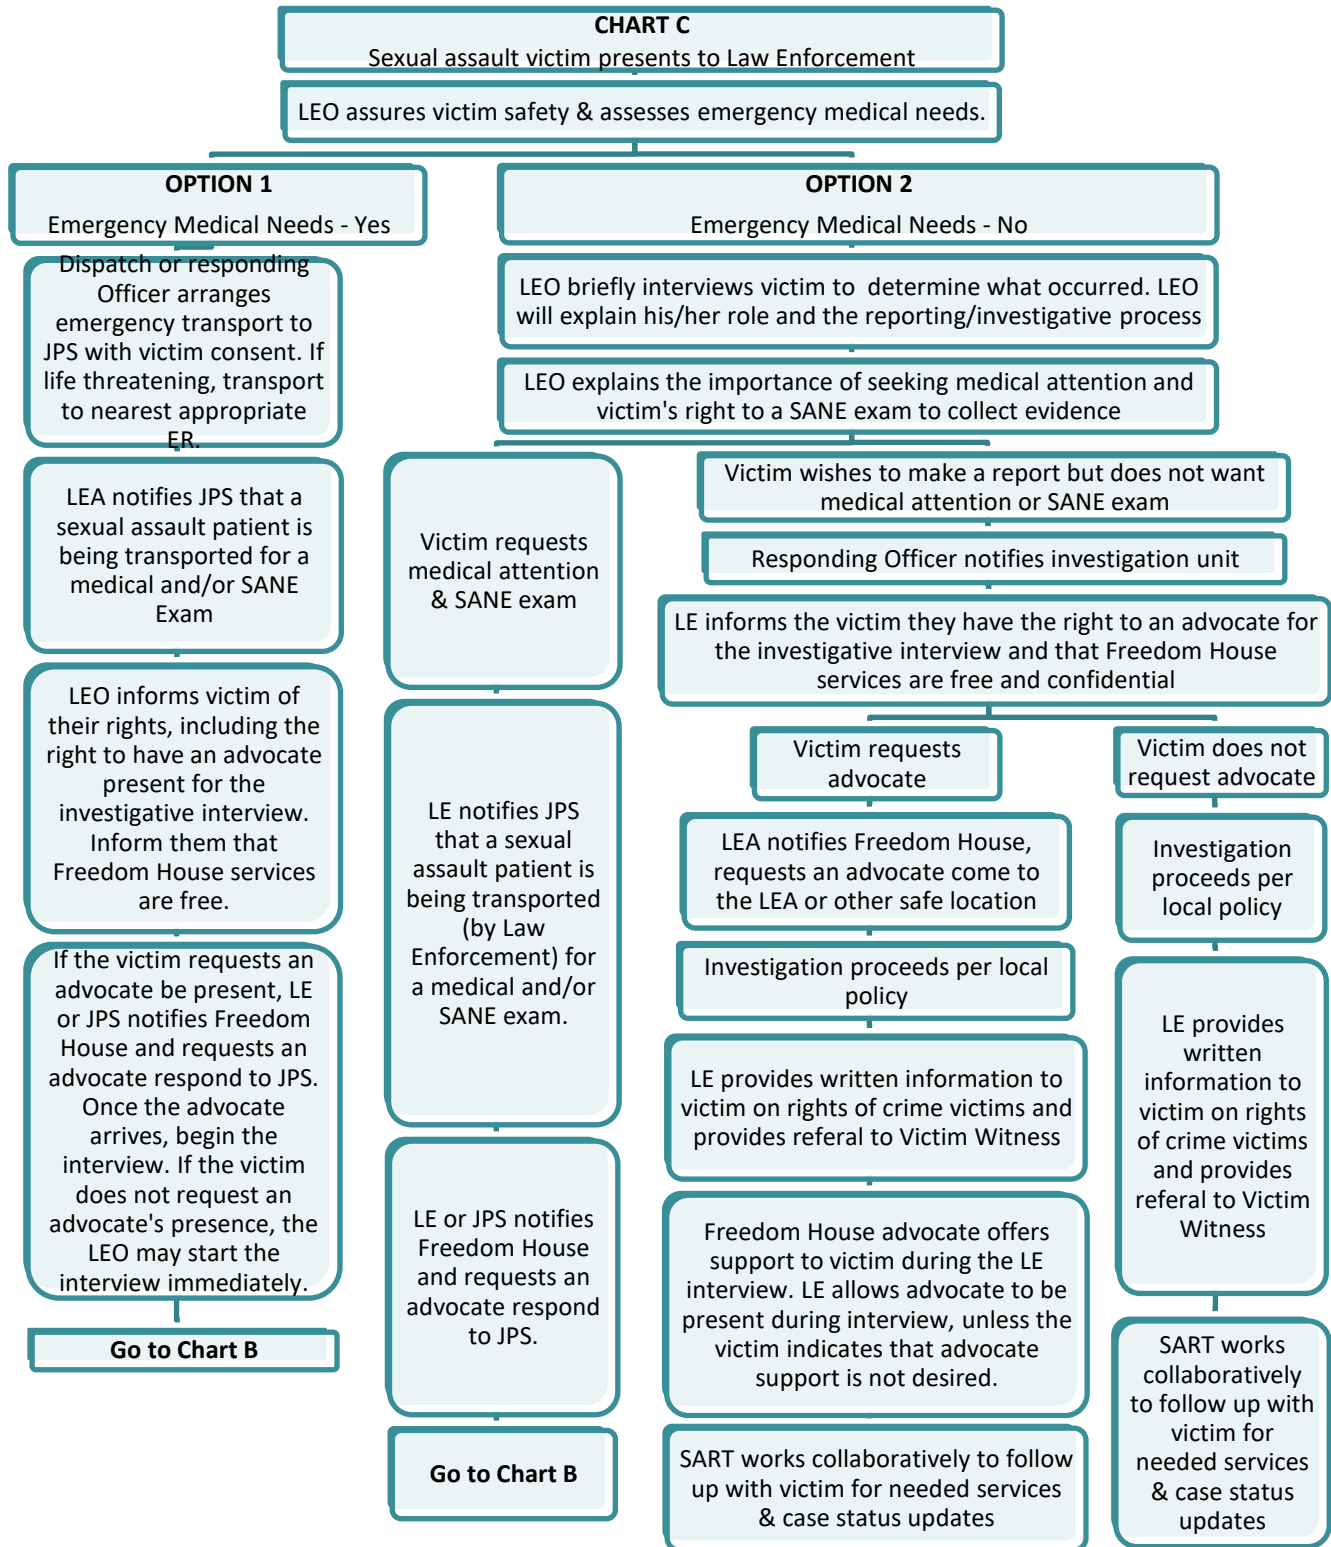 CHART C
Sexual assault victim presents to Law Enforcement
LEO assures victim safety & assesses emergency medical needs.
OPTION 1
Emergency Medical Needs - Yes
Dispatch or responding
Officer arranges
emergency transport to
JPS with victim consent. If
life threatening, transport
to nearest appropriate
ER.
LEA notifies JPS that a
sexual assault patient is
being transported for a
medical and/or SANE
Exam
LEO informs victim of
their rights, including the
right to have an advocate
present for the
investigative interview.
Inform them that
Freedom House services
are free.
If the victim requests an
advocate be present, LE
or JPS notifies Freedom
House and requests an
advocate respond to JPS.
Once the advocate
arrives, begin the
interview. If the victim
does not request an
advocate's presence, the
LEO may start the
interview immediately.
Go to Chart B
OPTION 2
Emergency Medical Needs - No
LEO briefly interviews victim to  determine what occurred. LEO
will explain his/her role and the reporting/investigative process
LEO explains the importance of seeking medical attention and
victim's right to a SANE exam to collect evidence
Victim requests
medical attention
& SANE exam
LE notifies JPS
that a sexual
assault patient is
being transported
(by Law
Enforcement) for
a medical and/or
SANE exam.
LE or JPS notifies
Freedom House
and requests an
advocate respond
to JPS.
Go to Chart B
Victim wishes to make a report but does not want
medical attention or SANE exam
Responding Officer notifies investigation unit
LE informs the victim they have the right to an advocate for
the investigative interview and that Freedom House
services are free and confidential
Victim requests
advocate
LEA notifies Freedom House,
requests an advocate come to
the LEA or other safe location
Investigation proceeds per local
policy
LE provides written information to
victim on rights of crime victims and
provides referal to Victim Witness
Freedom House advocate offers
support to victim during the LE
interview. LE allows advocate to be
present during interview, unless the
victim indicates that advocate
support is not desired.
SART works collaboratively to follow
up with victim for needed services
& case status updates
Victim does not
request advocate
Investigation
proceeds per
local policy
LE provides
written
information to
victim on rights
of crime victims
and provides
referal to Victim
Witness
SART works
collaboratively
to follow up with
victim for
needed services
& case status
updates